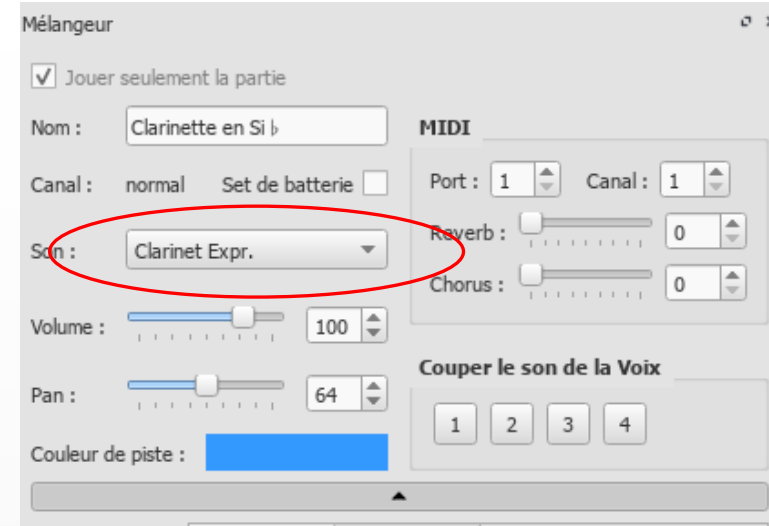 Mélangeur
Jouer seulement la partie
Nom : Clarinette en Si ♭
Canal : normal Set de batterie
Son : Clarinet Expr.
Volume : 100
Pan : 64
Couleur de piste :
MIDI
Port : 1 Canal : 1
Reverb : 0
Chorus : 0
Couper le son de la Voix
1 2 3 4